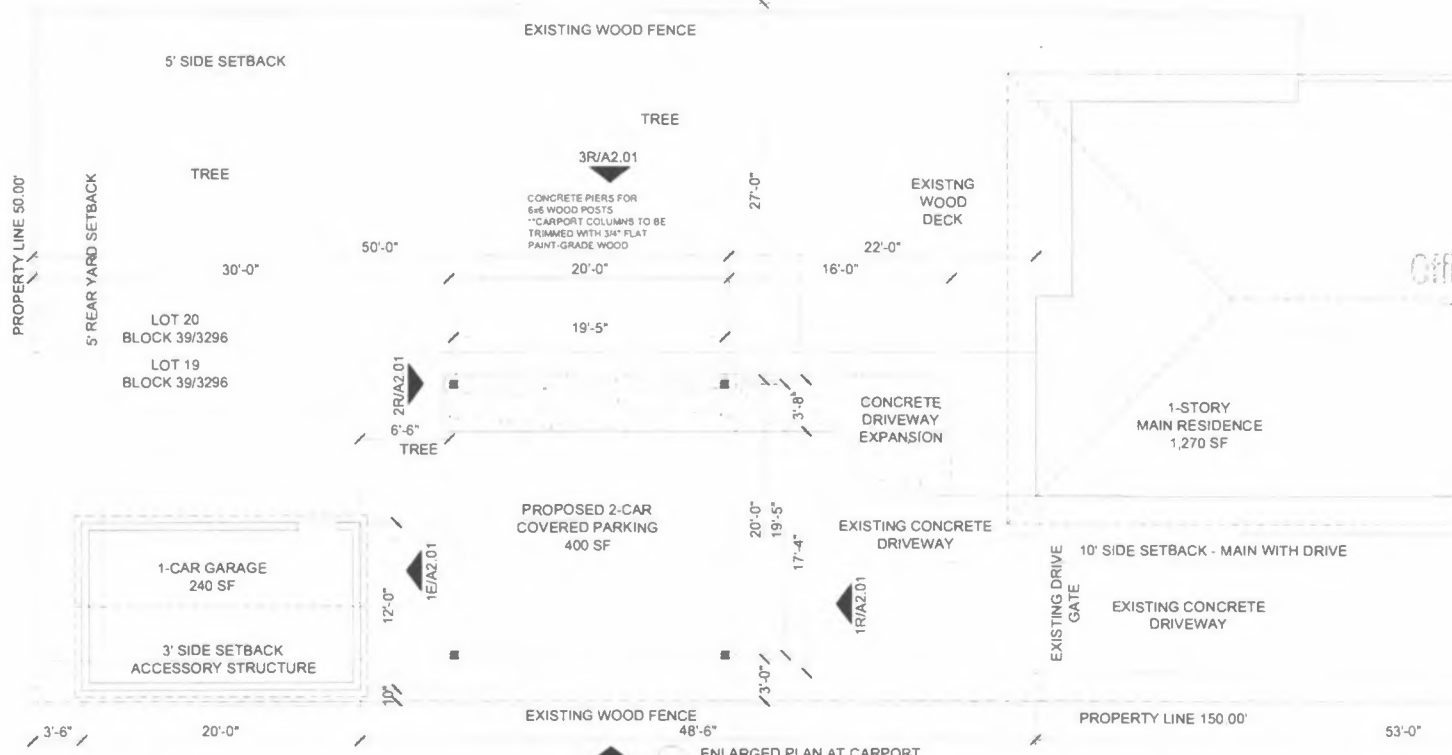 EXISTING WOOD FENCE
5' SIDE SETBACK
TREE
3R/A2.01
TREE
CONCRETE PIERS FOR
6x6 WOOD POSTS
**CARPORT COLUMNS TO BE
TRIMMED WITH 3/4" FLAT
PAINT-GRADE WOOD
27'-0"
EXISTNG
WOOD
DECK
PROPERTY LINE 50.00'
5' REAR YARD SETBACK
50'-0"
22'-0"
30'-0"
20'-0"
16'-0"
Offi
LOT 20
BLOCK 39/3296
19'-5"
LOT 19
BLOCK 39/3296
2R/A2.01
3'-8"
CONCRETE
DRIVEWAY
EXPANSION
1-STORY
MAIN RESIDENCE
1,270 SF
6'-6"
TREE
PROPOSED 2-CAR
COVERED PARKING
400 SF
20'-0"
19'-5"
17'-4"
EXISTING CONCRETE
DRIVEWAY
1-CAR GARAGE
240 SF
12'-0"
1E/A2.01
1R/A2.01
EXISTING DRIVE
GATE
10' SIDE SETBACK - MAIN WITH DRIVE
EXISTING CONCRETE
DRIVEWAY
3' SIDE SETBACK
ACCESSORY STRUCTURE
10"
3'-0"
EXISTING WOOD FENCE
PROPERTY LINE 150.00'
3'-6"
20'-0"
48'-6"
53'-0"
ENLARGED PLAN AT CARPORT